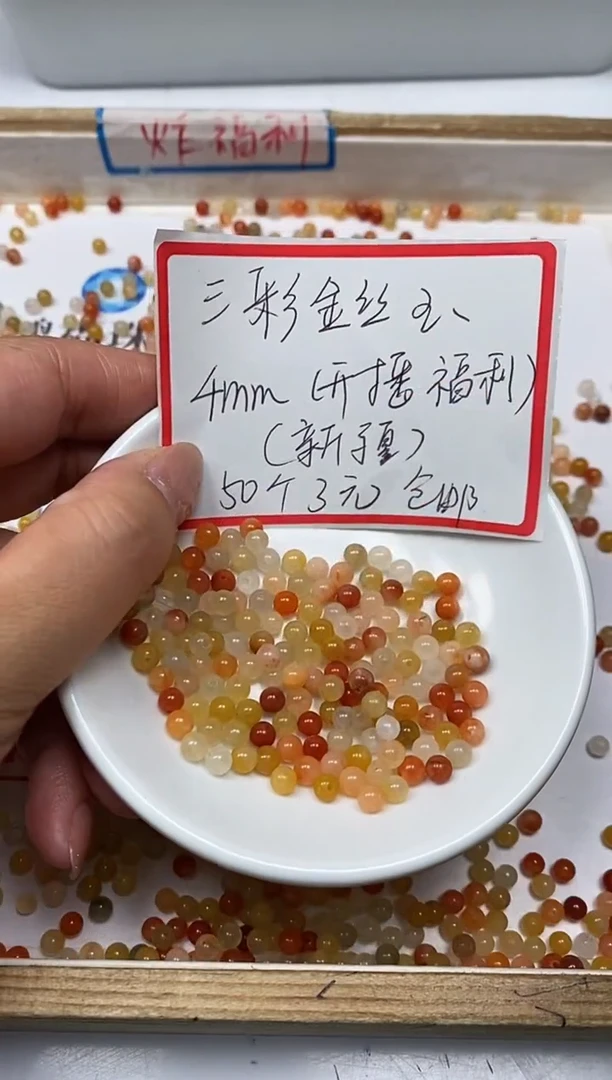 炸福利
三彩金丝玉
4mm（开播福利）
（新疆）
50个3元包邮